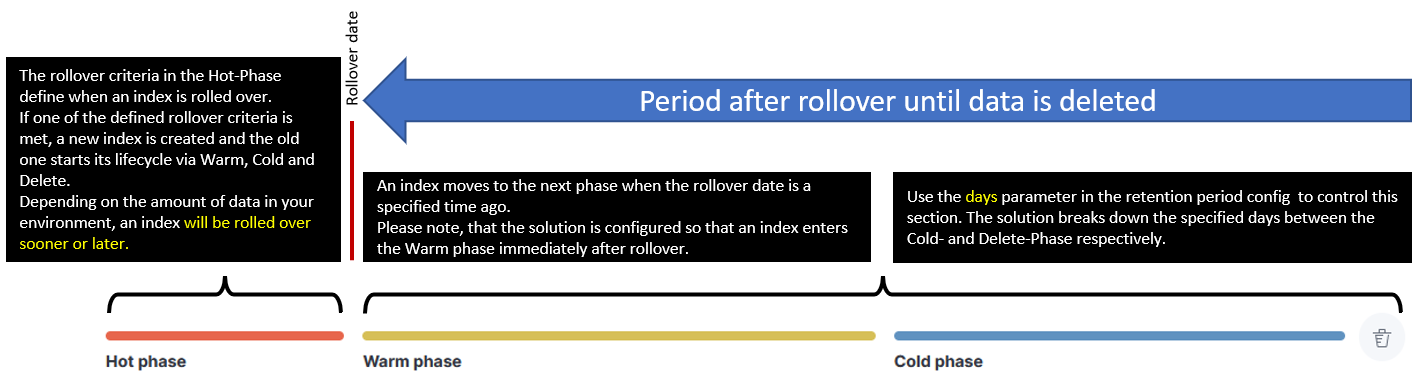 Rollover date
The rollover criteria in the Hot-Phase
define when an index is rolled over.
If one of the defined rollover criteria is
met, a new index is created and the old
one starts its lifecycle via Warm, Cold and
Delete.
Depending on the amount of data in your
environment, an index will be rolled over
sooner or later.
Period after rollover until data is deleted
An index moves to the next phase when the rollover date is a
specified time ago.
Please note, that the solution is configured so that an index enters
the Warm phase immediately after rollover.
Use the days parameter in the retention period config to control this
section. The solution breaks down the specified days between the
Cold- and Delete-Phase respectively.
Hot phase
Warm phase
Cold phase